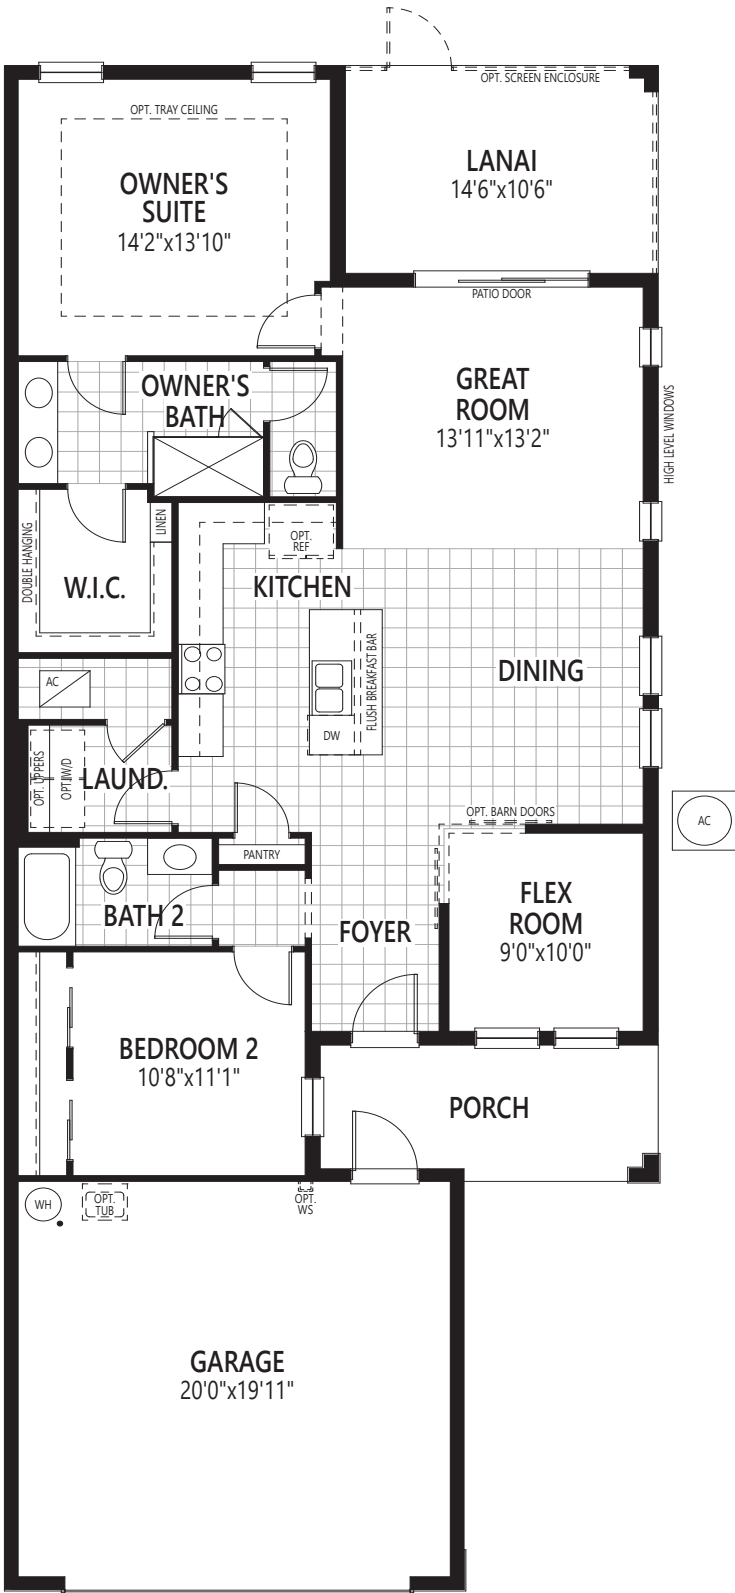 OPT. SCREEN ENCLOSURE
OPT. TRAY CEILING
LANAI
14'6"x10'6"
OWNER'S
SUITE
14'2"x13'10"
PATIO DOOR
GREAT
ROOM
13'11"x13'2"
HIGH LEVEL WINDOWS
OWNER'S
BATH
LINEN
DOUBLE HANGING
W.I.C.
OPT.
REF
KITCHEN
FLUSH BREAKFAST BAR
DINING
AC
DW
OPT. UPPERS
OPT. W/D
LAUND.
OPT. BARN DOORS
AC
PANTRY
FLEX
ROOM
9'0"x10'0"
BATH 2
FOYER
BEDROOM 2
10'8"x11'1"
PORCH
WH
OPT.
TUB
OPT.
WS
GARAGE
20'0"x19'11"